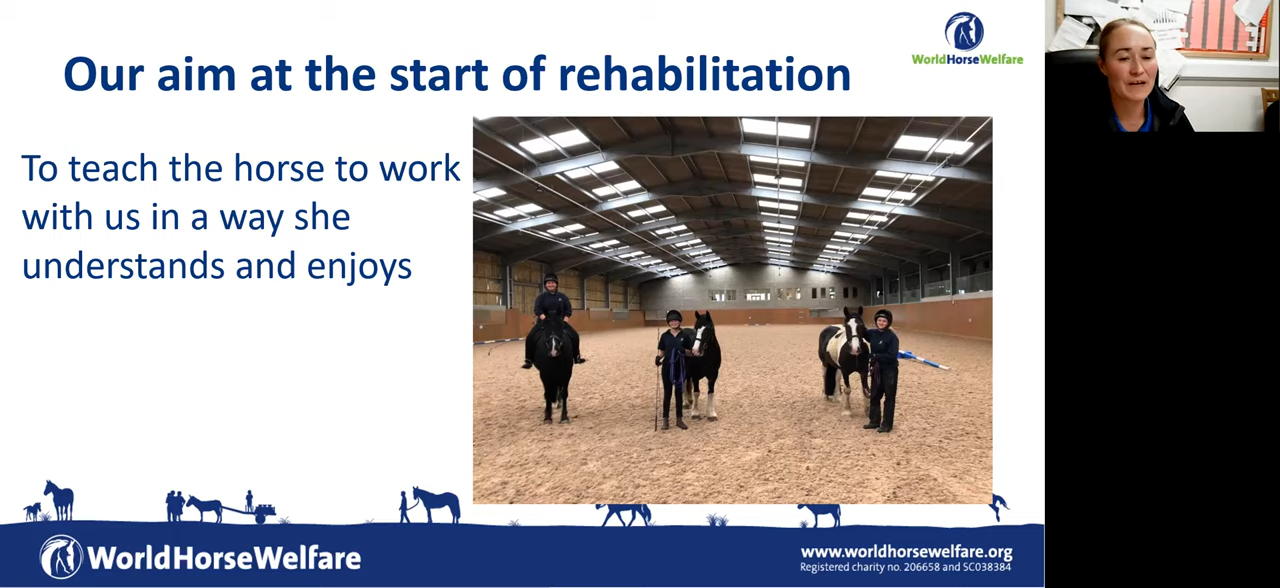 Our aim at the start of rehabilitation
WorldHorseWelfare
To teach the horse to work
with us in a way she
understands and enjoys
WorldHorseWelfare
www.worldhorsewelfare.org
Registered charity no. 206658 and SC038384